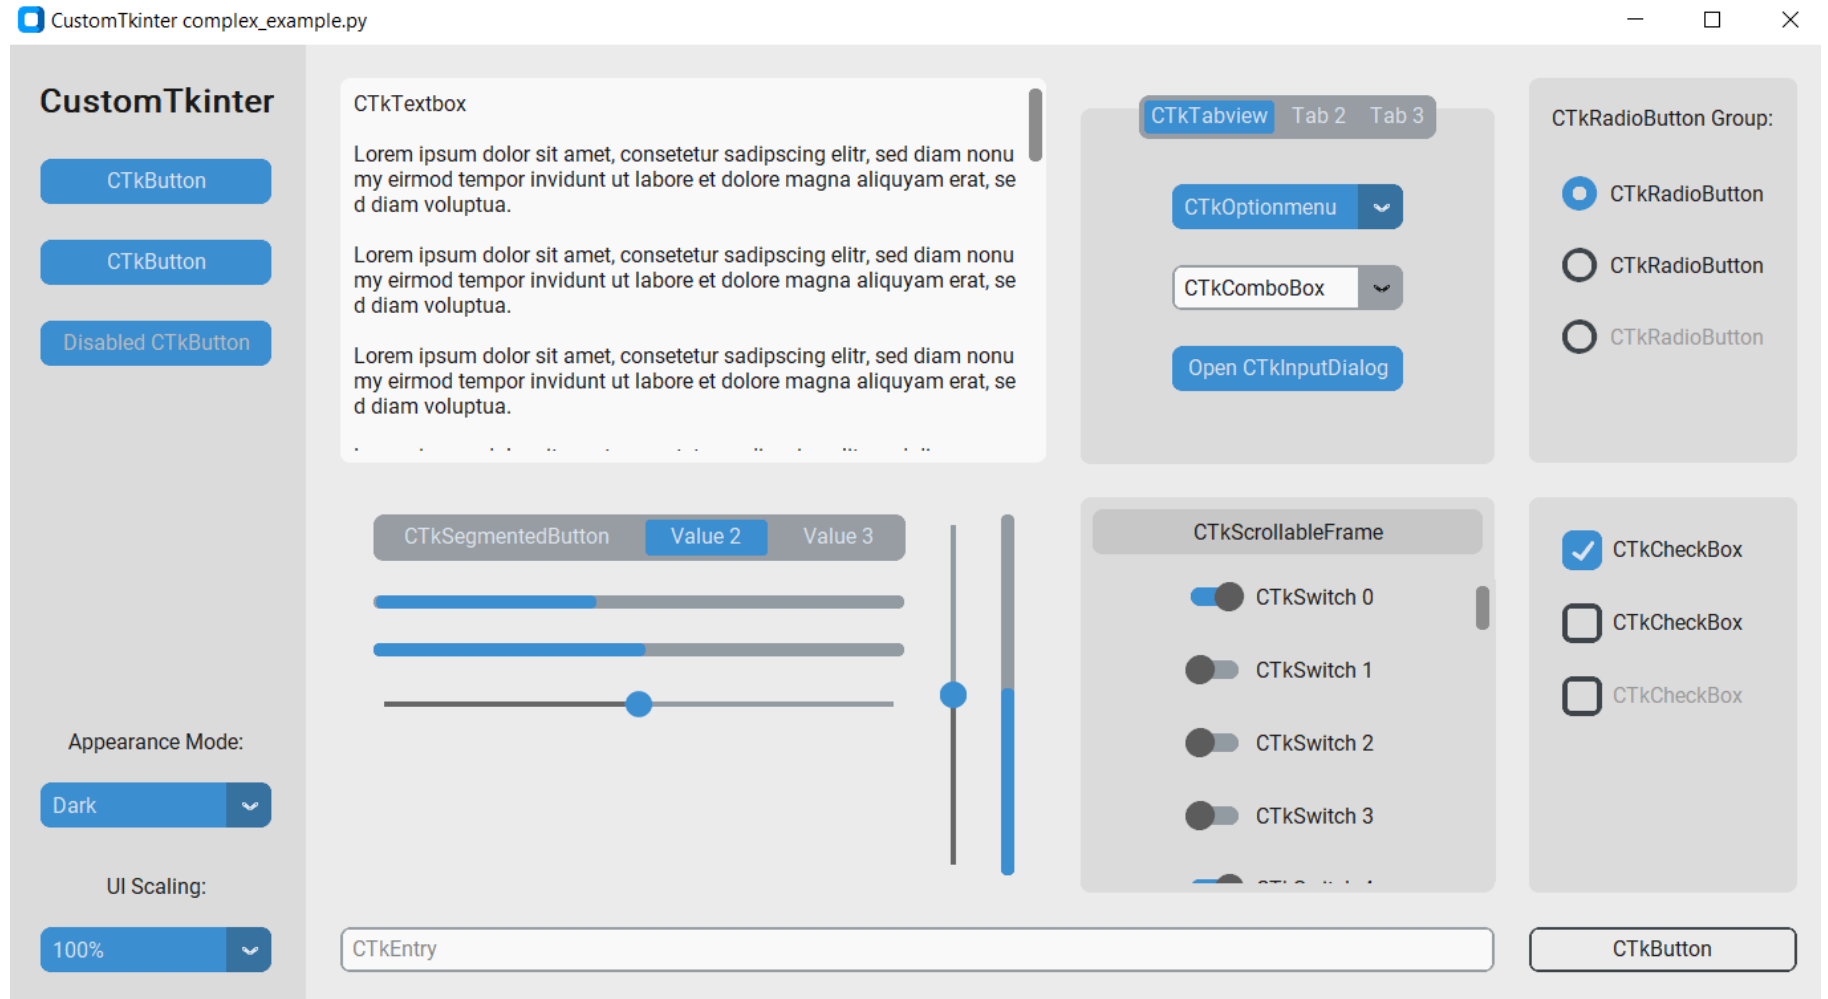 CustomTkinter complex_example.py
CustomTkinter
CTkButton
CTkButton
Disabled CTkButton
Appearance Mode:
Dark
UI Scaling:
100%
CTkTextbox
Lorem ipsum dolor sit amet, consetetur sadipscing elitr, sed diam nonu
my eirmod tempor invidunt ut labore et dolore magna aliquyam erat, se
d diam voluptua.
Lorem ipsum dolor sit amet, consetetur sadipscing elitr, sed diam nonu
my eirmod tempor invidunt ut labore et dolore magna aliquyam erat, se
d diam voluptua.
Lorem ipsum dolor sit amet, consetetur sadipscing elitr, sed diam nonu
my eirmod tempor invidunt ut labore et dolore magna aliquyam erat, se
d diam voluptua.
CTkTabview Tab 2 Tab 3
CTkOptionmenu
CTkComboBox
Open CTkInputDialog
CTkRadioButton Group:
CTkRadioButton
CTkRadioButton
CTkRadioButton
CTkSegmentedButton Value 2 Value 3
CTkScrollableFrame
CTkSwitch 0
CTkSwitch 1
CTkSwitch 2
CTkSwitch 3
CTkCheckBox
CTkCheckBox
CTkCheckBox
CTkEntry
CTkButton